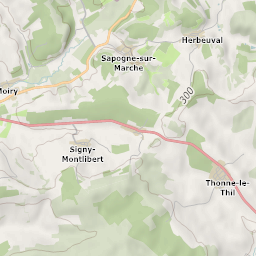 Herbeuval
Sapogne-sur-
Marche
Moiry
300
Signy-
Montlibert
Thonne-le-
Thil